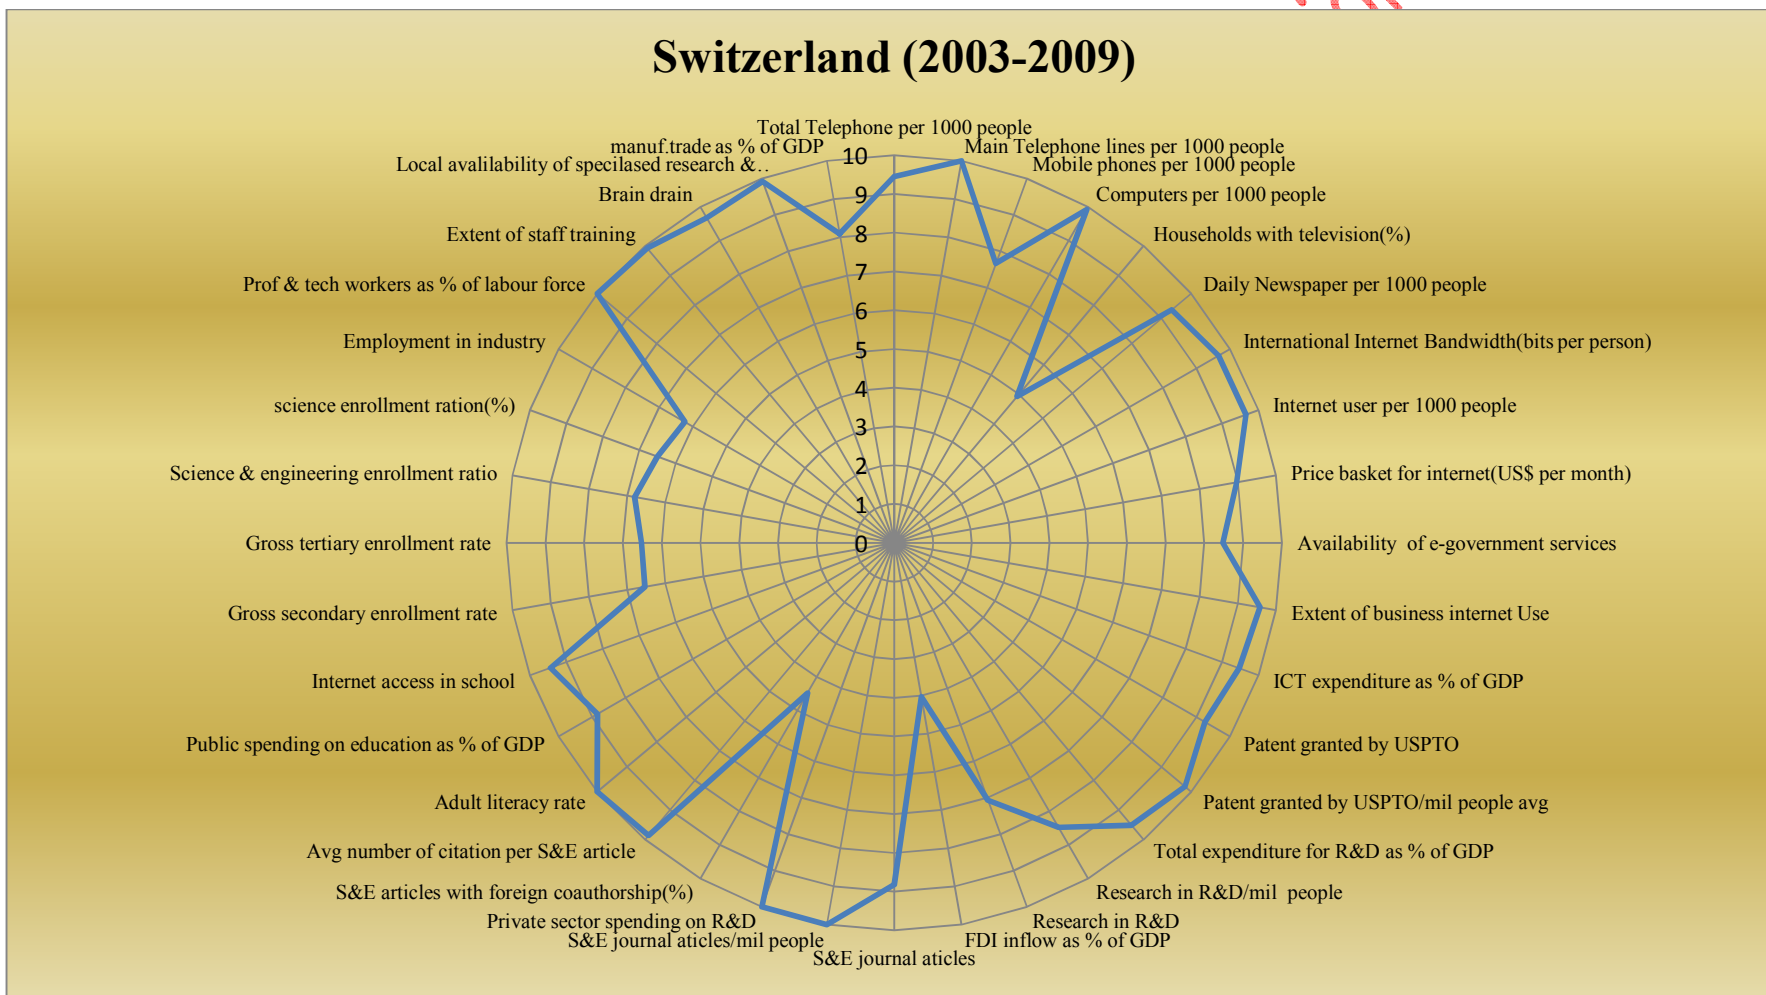 Switzerland (2003-2009)
Total Telephone per 1000 people
Main Telephone lines per 1000 people
Mobile phones per 1000 people
Computers per 1000 people
Households with television(%)
Daily Newspaper per 1000 people
International Internet Bandwidth(bits per person)
Internet user per 1000 people
Price basket for internet(US$ per month)
Availability of e-government services
Extent of business internet Use
ICT expenditure as % of GDP
Patent granted by USPTO
Patent granted by USPTO/mil people avg
Total expenditure for R&D as % of GDP
Research in R&D/mil people
Research in R&D
FDI inflow as % of GDP
S&E journal aticles
S&E journal aticles/mil people
Private sector spending on R&D
S&E articles with foreign coauthorship(%)
Avg number of citation per S&E article
Adult literacy rate
Public spending on education as % of GDP
Internet access in school
Gross secondary enrollment rate
Gross tertiary enrollment rate
Science & engineering enrollment ratio
science enrollment ration(%)
Employment in industry
Prof & tech workers as % of labour force
Extent of staff training
Brain drain
Local avalilability of specilased research &..
manuf.trade as % of GDP
10
9
8
7
6
5
4
3
2
1
0